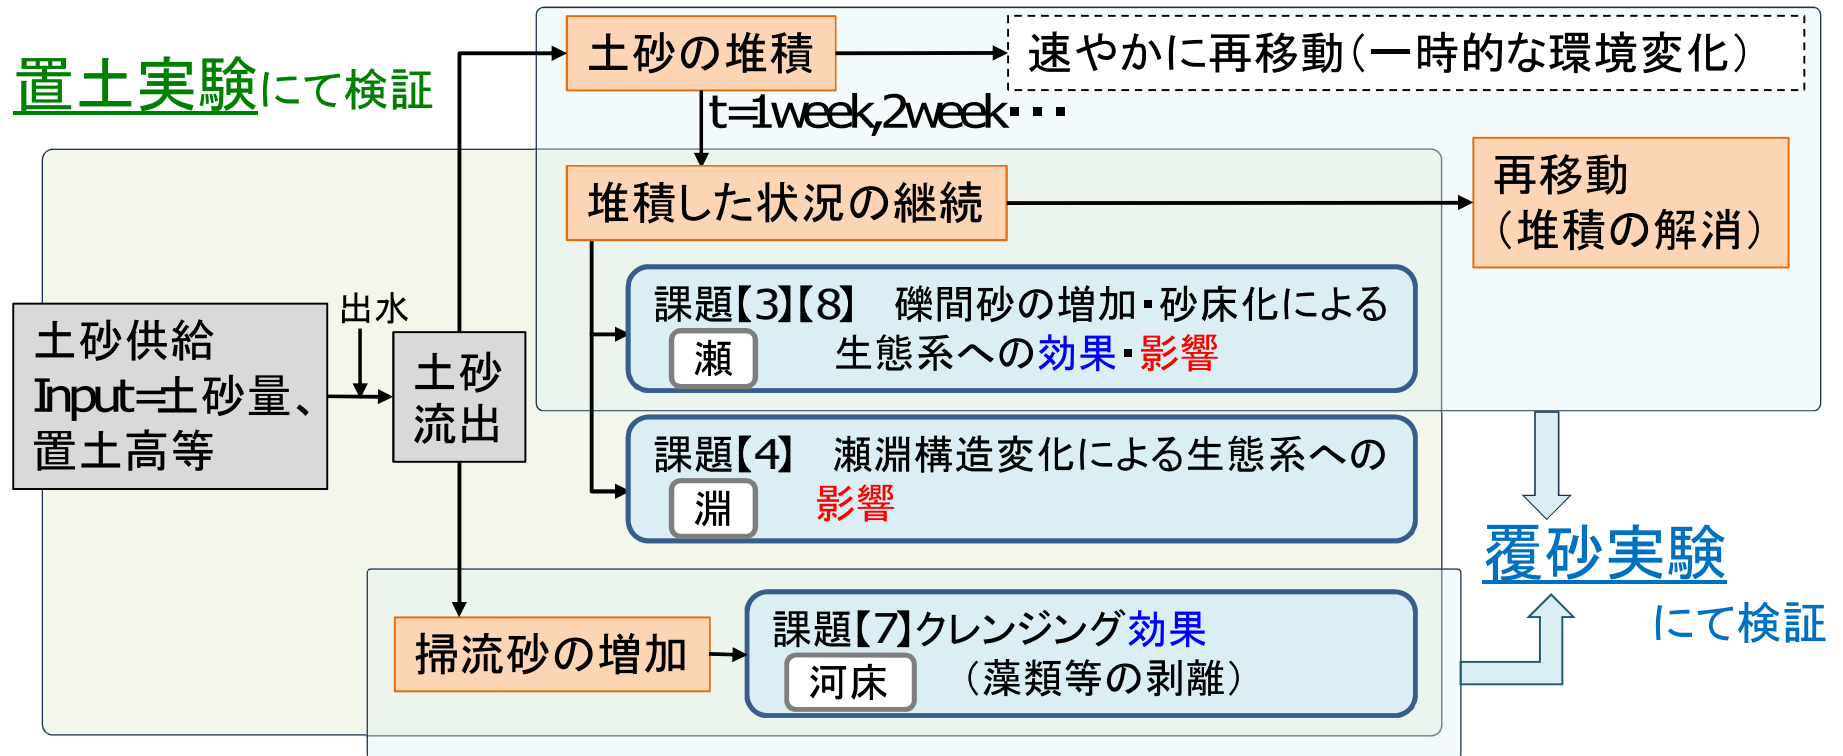 置土実験にて検証
土砂の堆積
速やかに再移動（一時的な環境変化）
t=1week,2week･･･
堆積した状況の継続
再移動
（堆積の解消）
土砂供給
Input=土砂量、
置土高等
出水
土砂
流出
課題【3】【8】　礫間砂の増加･砂床化による
瀬　生態系への効果･影響
課題【4】　瀬淵構造変化による生態系への
淵　影響
掃流砂の増加
課題【7】クレンジング効果
河床　（藻類等の剥離）
覆砂実験
にて検証